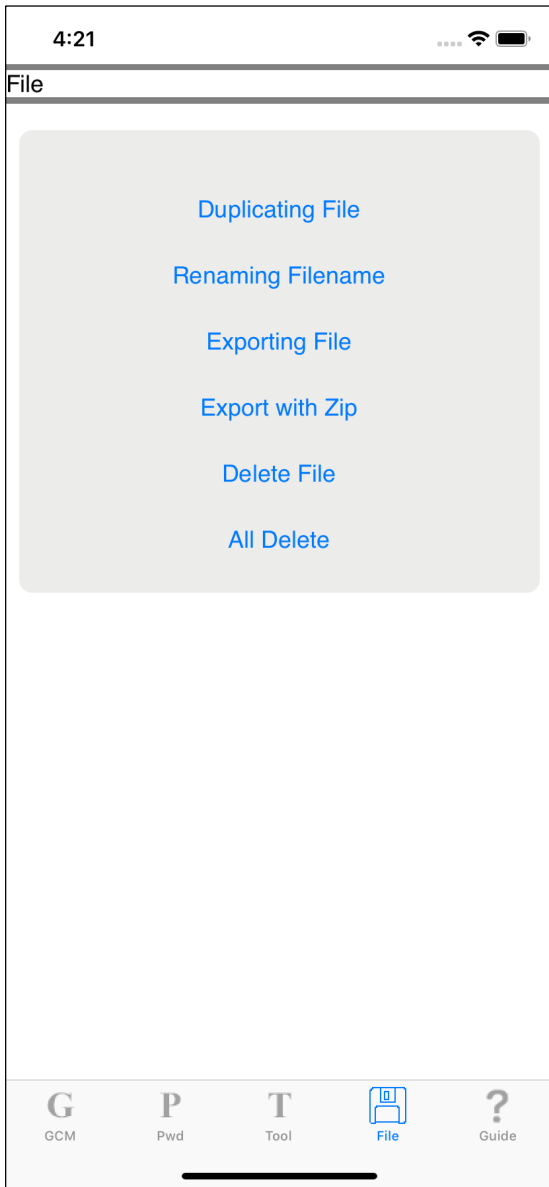 4:21
File
Duplicating File
Renaming Filename
Exporting File
Export with Zip
Delete File
All Delete
G P T ?
GCM Pwd Tool File Guide